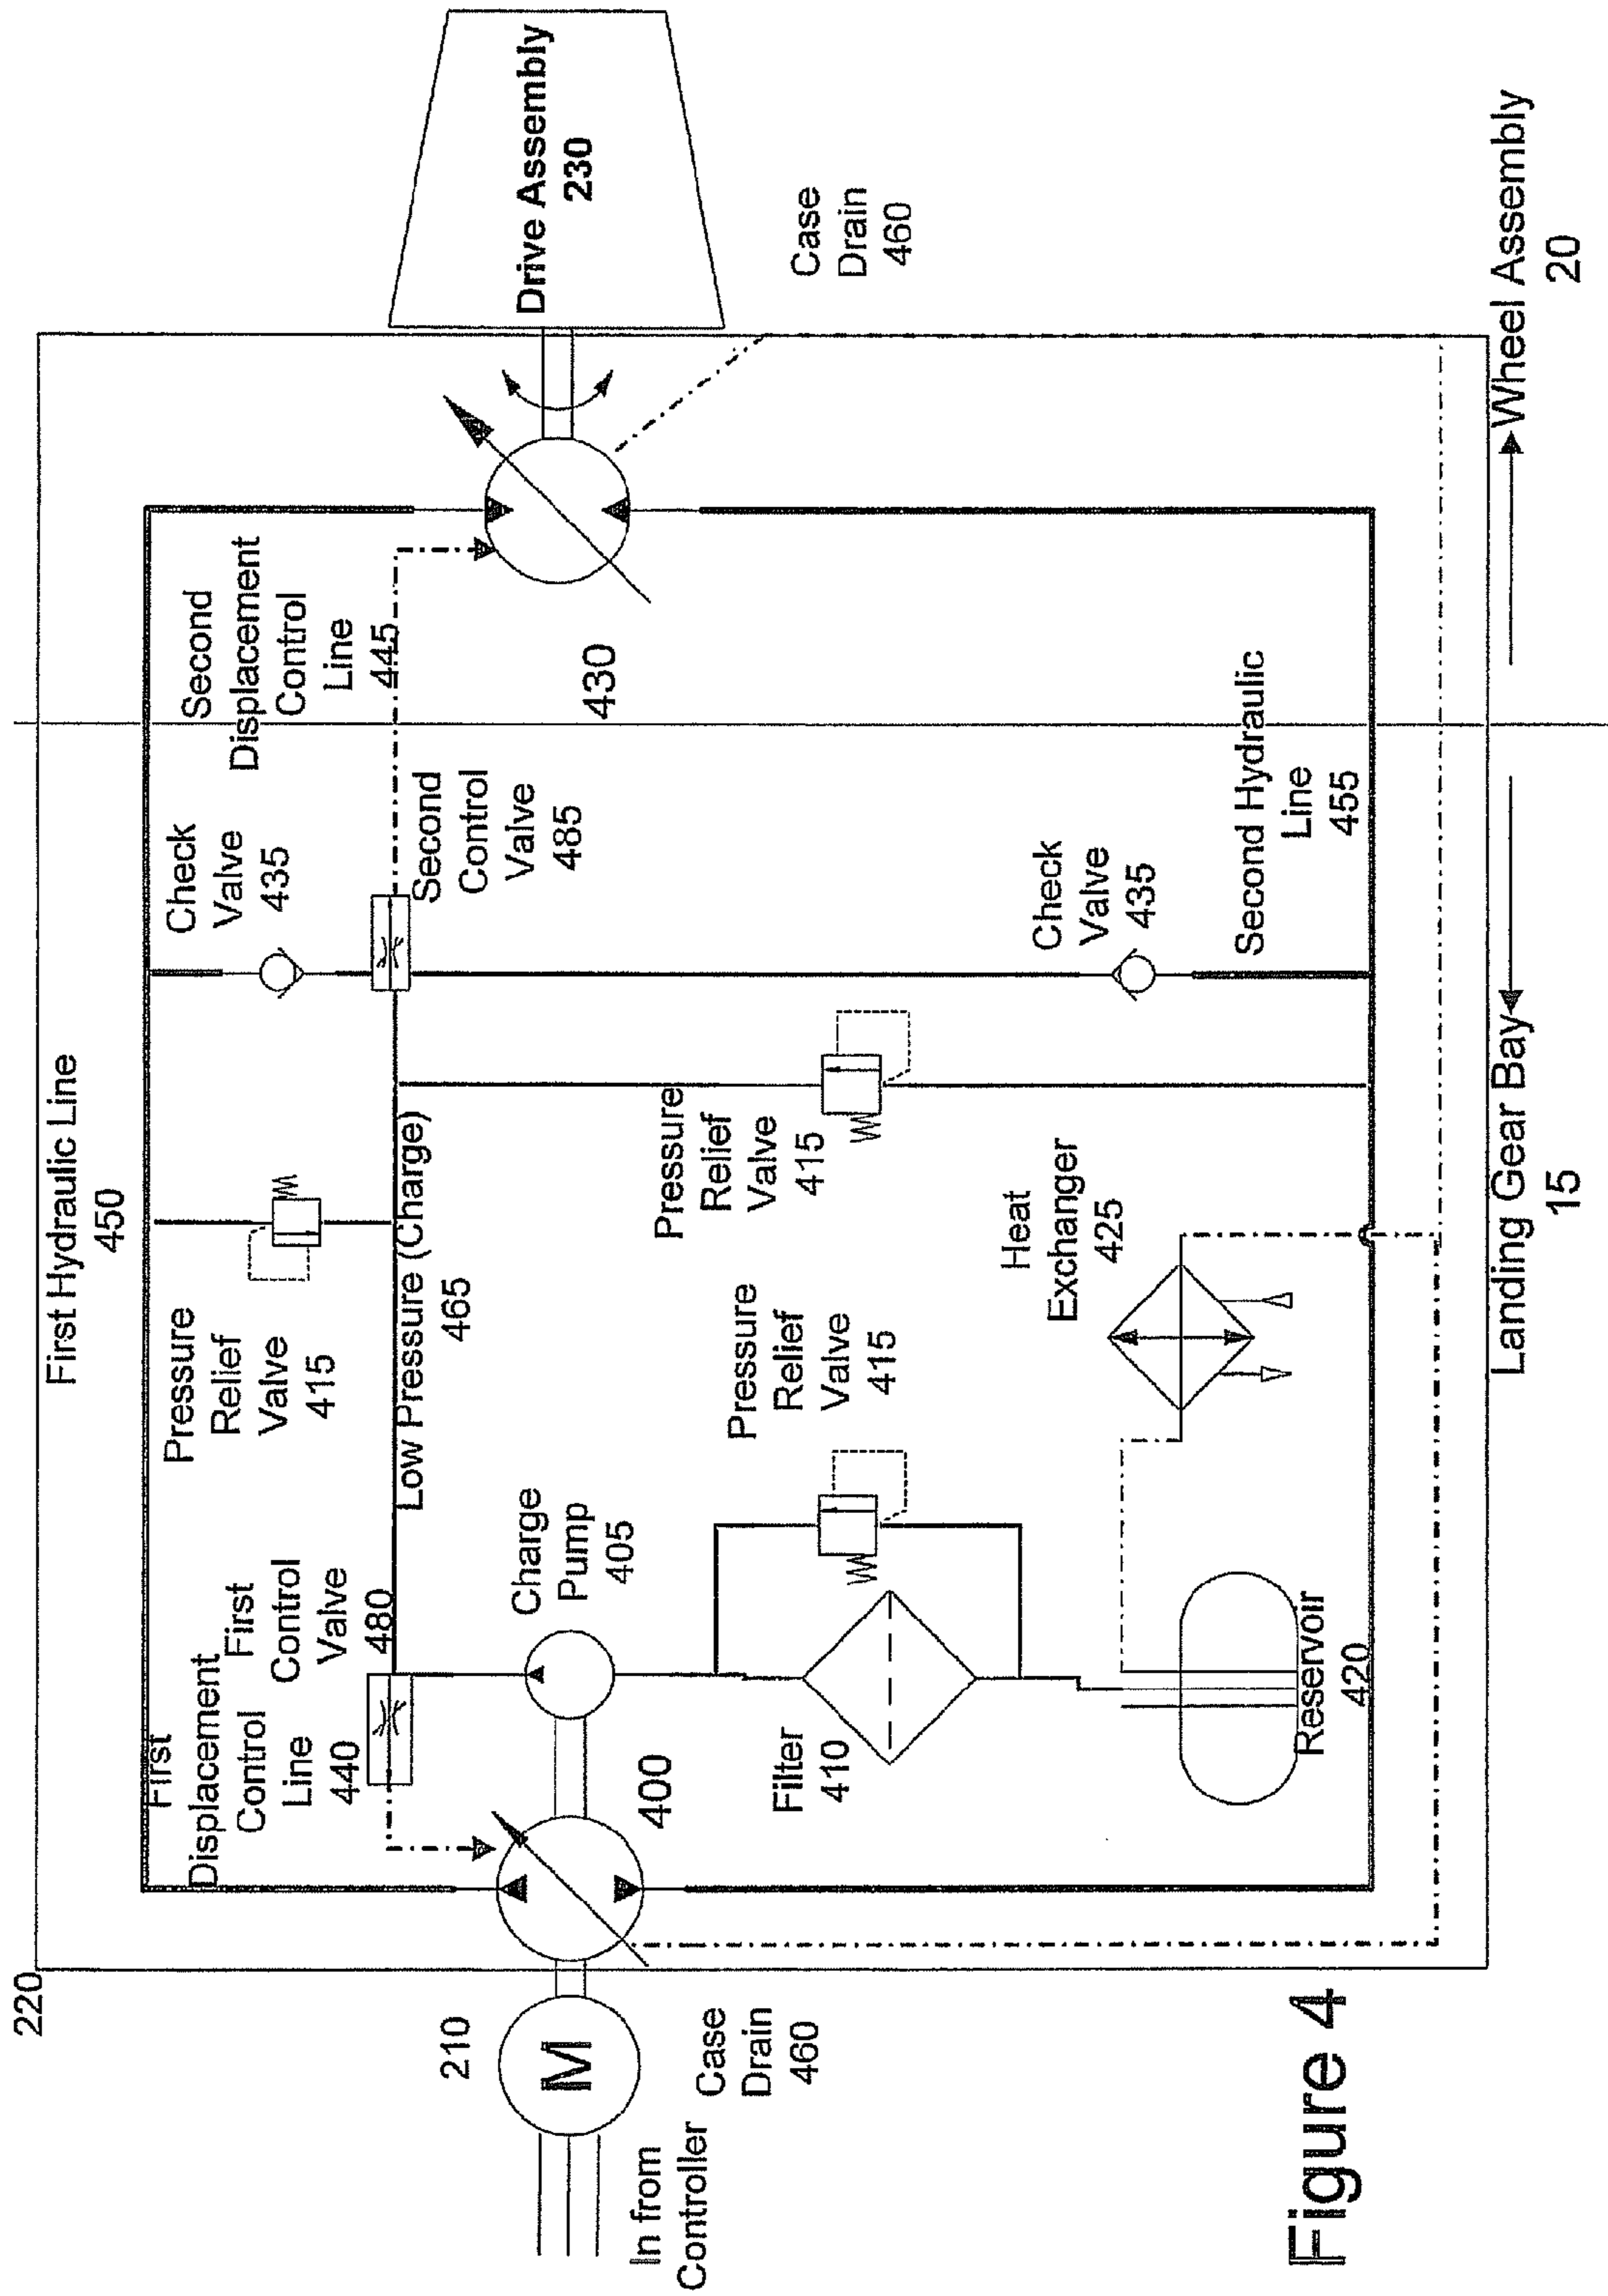 220
First Hydraulic Line
450
First
Displacement
Control
Line
440
First
Control
Valve
480
Pressure
Relief
Valve
415
Low Pressure (Charge)
465
Check
Valve
435
Second
Displacement
Control
Line
445
Second
Control
Valve
485
210
M
In from
Controller
Case
Drain
460
400
Charge
Pump
405
Filter
410
Pressure
Relief
Valve
415
Pressure
Relief
Valve
415
Heat
Exchanger
425
Reservoir
420
Check
Valve
435
Second Hydraulic
Line
455
430
Drive Assembly
230
Case
Drain
460
Landing Gear Bay
15
Wheel Assembly
20
Figure 4